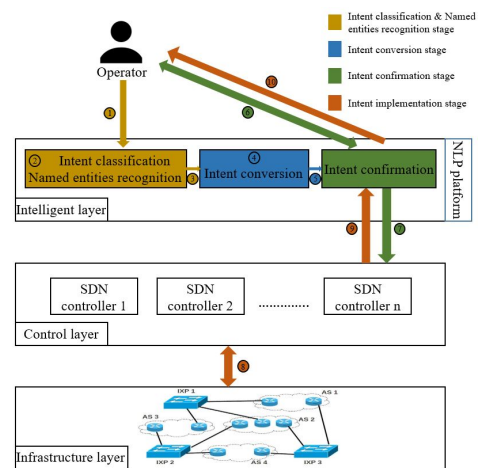 Intent classification & Named
entities recognition stage
Intent conversion stage
Intent confirmation stage
Intent implementation stage
Operator
10
1
6
2
Intent classification
Named entities recognition
3
4
Intent conversion
5
Intent confirmation
NLP platform
Intelligent layer
9
7
SDN
controller 1
SDN
controller 2
..............
SDN
controller n
Control layer
8
IXP 1
AS 1
AS 3
AS 2
IXP 2
AS 4
IXP 3
Infrastructure layer